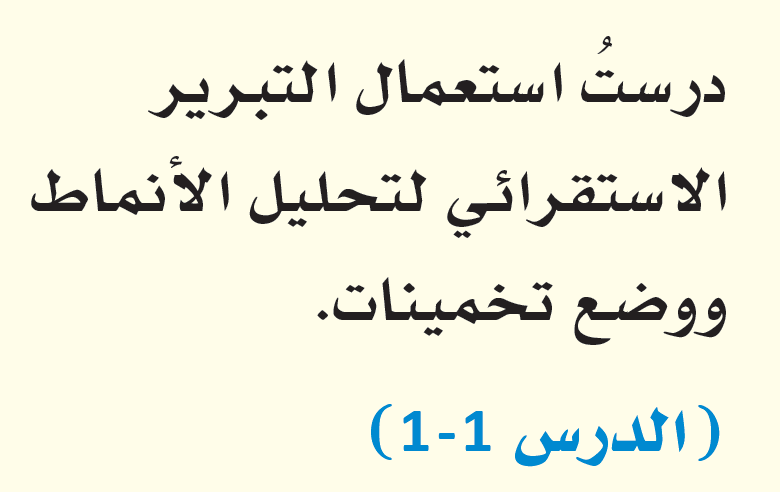 درستُ استعمال التبرير
الاستقرائي لتحليل الأنماط
ووضع تخمينات.
(الدرس 1-1)